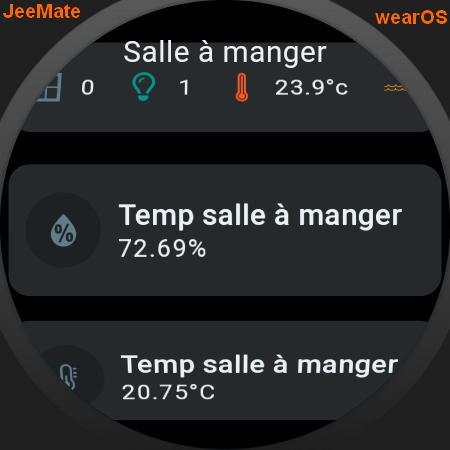 JeeMate
wearOS
Salle à manger
0 1 23.9°c
Temp salle à manger
%
72.69%
Temp salle à manger
20.75°C